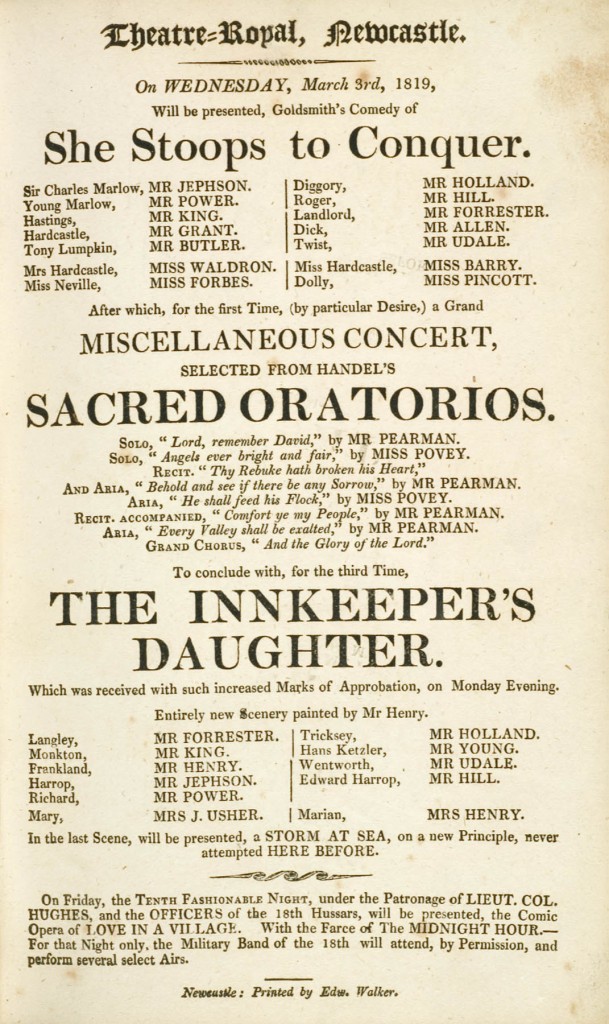 Theatre-Royal, Newcastle.
On WEDNESDAY, March 3rd, 1819,
Will be presented, Goldsmith's Comedy of
She Stoops to Conquer.
Sir Charles Marlow, MR JEPHSON.
Young Marlow, MR POWER.
Hastings, MR KING.
Hardcastle, MR GRANT.
Tony Lumpkin, MR BUTLER.
Mrs Hardcastle, MISS WALDRON.
Miss Neville, MISS FORBES.
Diggory, MR HOLLAND.
Roger, MR HILL.
Landlord, MR FORRESTER.
Dick, MR ALLEN.
Twist, MR UDALE.
Miss Hardcastle, MISS BARRY.
Dolly, MISS PINCOTT.
After which, for the first Time, (by particular Desire,) a Grand
MISCELLANEOUS CONCERT,
SELECTED FROM HANDEL'S
SACRED ORATORIOS.
SOLO, “ Lord, remember David,” by MR PEARMAN.
SOLO, “ Angels ever bright and fair,” by MISS POVEY.
RECIT. “ Thy Rebuke hath broken his Heart,”
AND ARIA, “ Behold and see if there be any Sorrow,” by MR PEARMAN.
ARIA, “ He shall feed his Flock,” by MISS POVEY.
RECIT. ACCOMPANIED, “ Comfort ye my People,” by MR PEARMAN.
ARIA, “ Every Valley shall be exalted,” by MR PEARMAN.
GRAND CHORUS, “ And the Glory of the Lord.”
To conclude with, for the third Time,
THE INNKEEPER'S
DAUGHTER.
Which was received with such increased Marks of Approbation, on Monday Evening.
Entirely new Scenery painted by Mr Henry.
Langley, MR FORRESTER.
Monkton, MR KING.
Frankland, MR HENRY.
Harrop, MR JEPHSON.
Richard, MR POWER.
Mary, MRS J. USHER.
Tricksey, MR HOLLAND.
Hans Ketzler, MR YOUNG.
Wentworth, MR UDALE.
Edward Harrop, MR HILL.
Marian, MRS HENRY.
In the last Scene, will be presented, a STORM AT SEA, on a new Principle, never
attempted HERE BEFORE.
On Friday, the TENTH FASHIONABLE NIGHT, under the Patronage of LIEUT. COL.
HUGHES, and the OFFICERS of the 18th Hussars, will be presented, the Comic
Opera of LOVE IN A VILLAGE. With the Farce of The MIDNIGHT HOUR.—
For that Night only, the Military Band of the 18th will attend, by Permission, and
perform several select Airs.
Newcastle: Printed by Edw. Walker.